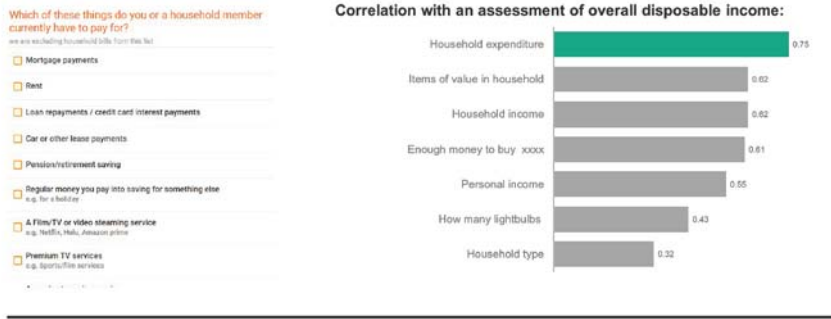 Which of these things do you or a household member
currently have to pay for?
we are excluding household bills from this list
Mortgage payments
Rent
Loan repayments / credit card interest payments
Car or other lease payments
Pension/retirement saving
Regular money you pay into saving for something else
e.g. for a holiday
A Film/TV or video steaming service
e.g. Netflix, Hulu, Amazon prime
Premium TV services
e.g. Sports/film services
Correlation with an assessment of overall disposable income:
Household expenditure 0.75
Items of value in household 0.62
Household income 0.62
Enough money to buy xxxx 0.61
Personal income 0.55
How many lightbulbs 0.43
Household type 0.32